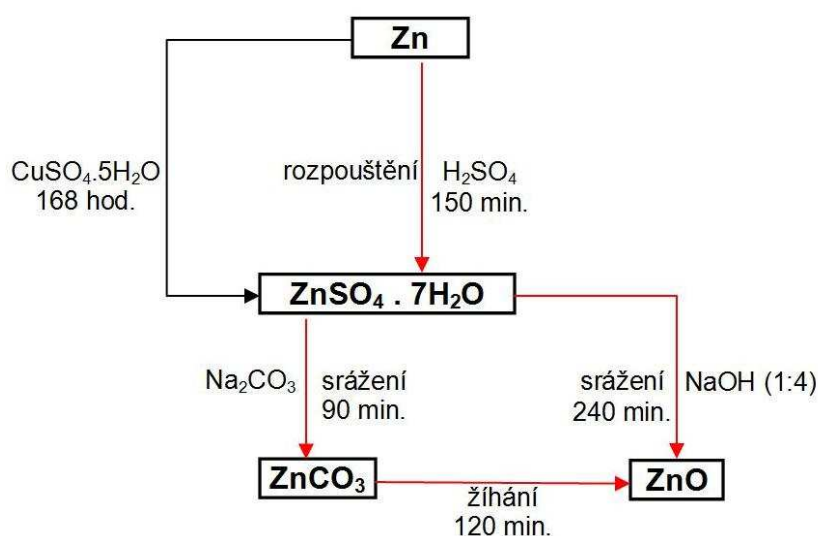 Zn
CuSO₄.5H₂O
168 hod.
rozpouštění
H₂SO₄
150 min.
ZnSO₄ . 7H₂O
Na₂CO₃
srážení
90 min.
srážení
240 min.
NaOH (1:4)
ZnCO₃
žíhání
120 min.
ZnO